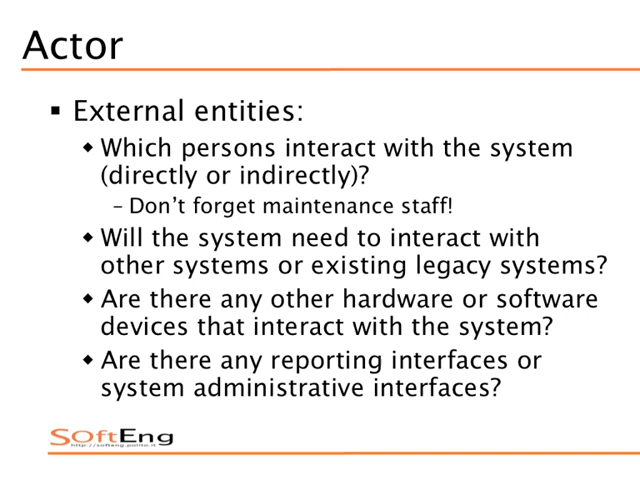 Actor
▪ External entities:
◆ Which persons interact with the system
(directly or indirectly)?
– Don't forget maintenance staff!
◆ Will the system need to interact with
other systems or existing legacy systems?
◆ Are there any other hardware or software
devices that interact with the system?
◆ Are there any reporting interfaces or
system administrative interfaces?
SOftEng
http://softeng.polito.it